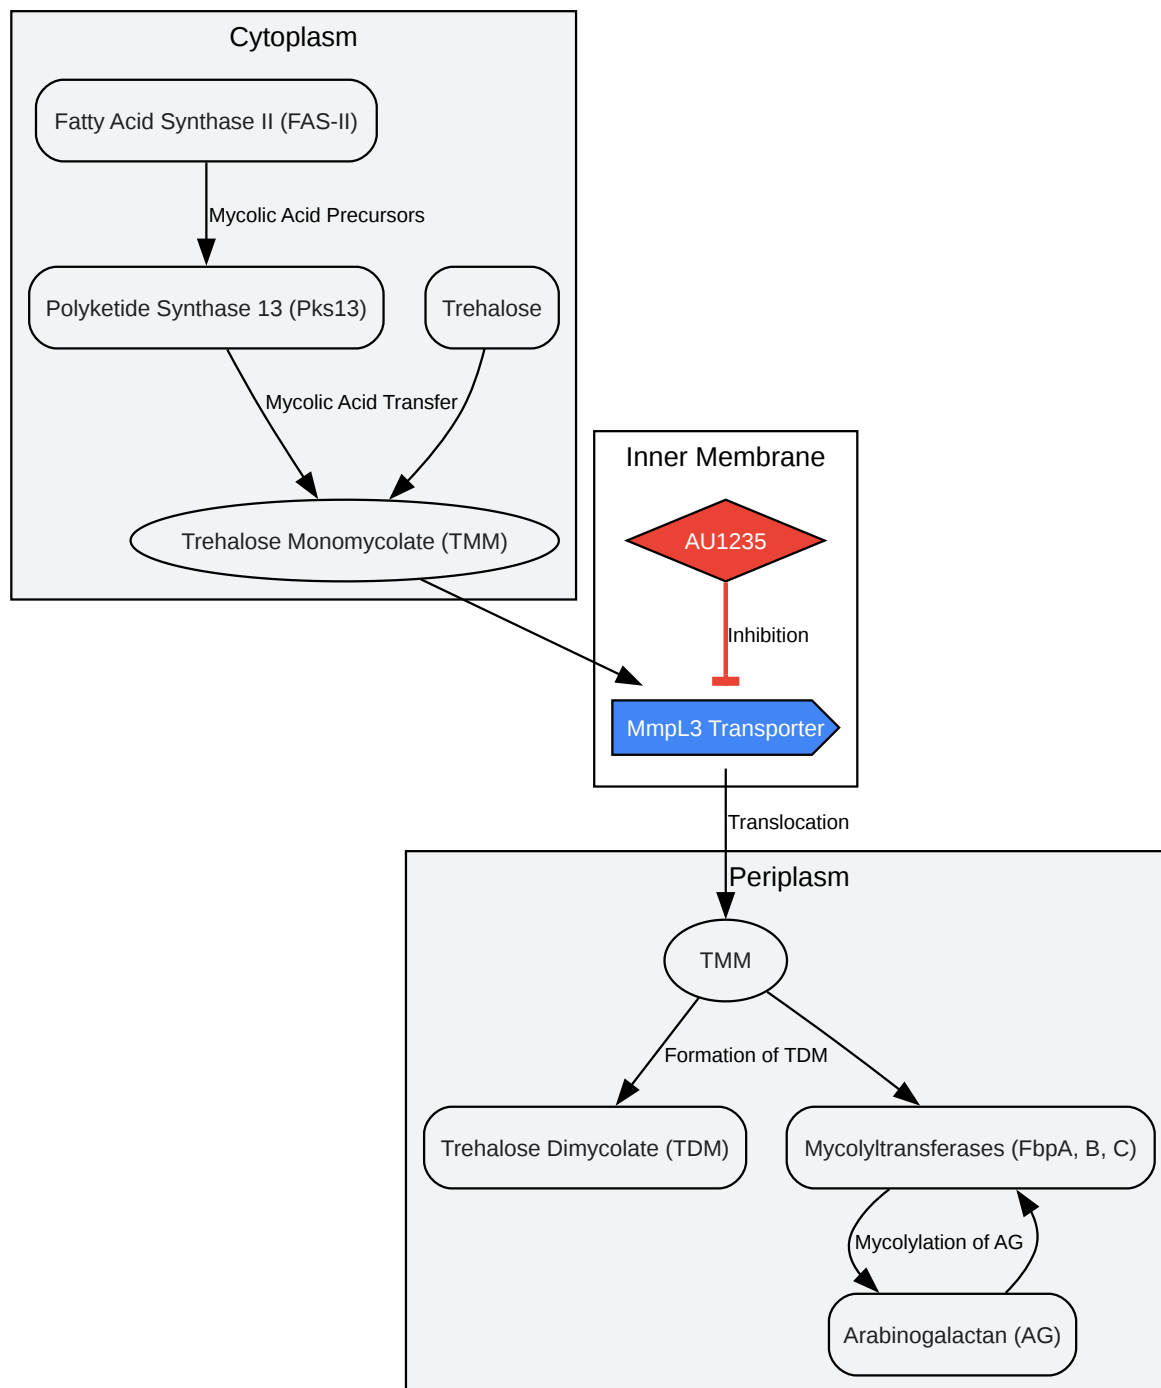 Cytoplasm
Fatty Acid Synthase II (FAS-II)
Mycolic Acid Precursors
Polyketide Synthase 13 (Pks13)
Trehalose
Mycolic Acid Transfer
Trehalose Monomycolate (TMM)
Inner Membrane
AU1235
Inhibition
MmpL3 Transporter
Translocation
Periplasm
TMM
Formation of TDM
Trehalose Dimycolate (TDM)
Mycolyltransferases (FbpA, B, C)
Mycolylation of AG
Arabinogalactan (AG)